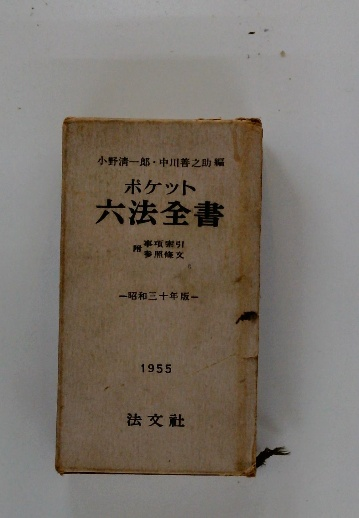 小野清一郎・中川善之助編
ポケット
六法全書
附 事項索引
参照條文
—昭和三十年版—
1955
法文社